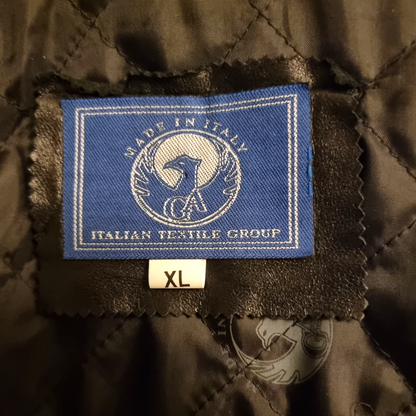 MADE IN ITALY
GA
ITALIAN TEXTILE GROUP
XL